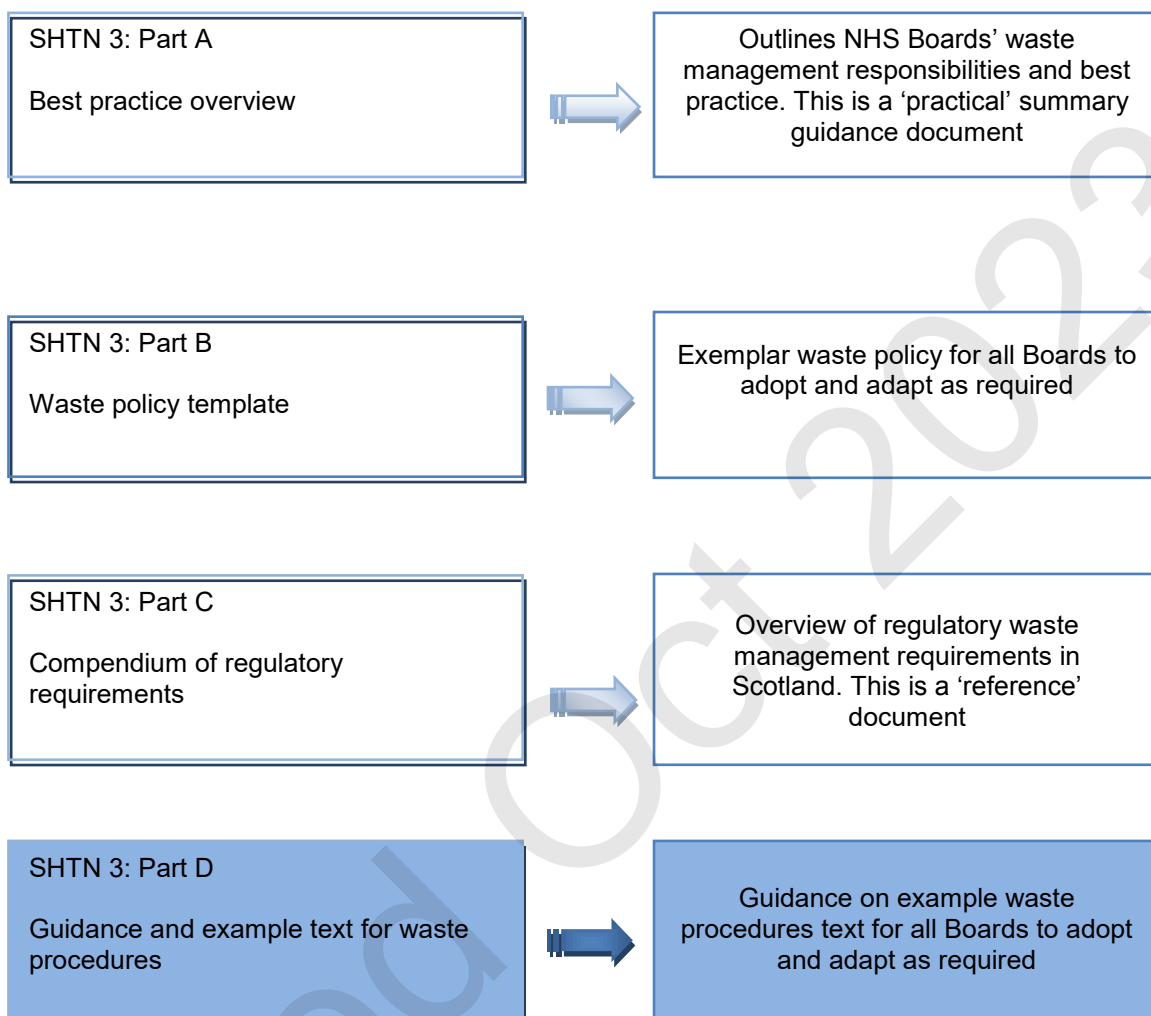 SHTN 3: Part A
Best practice overview
Outlines NHS Boards’ waste
management responsibilities and best
practice. This is a ‘practical’ summary
guidance document
SHTN 3: Part B
Waste policy template
Exemplar waste policy for all Boards to
adopt and adapt as required
SHTN 3: Part C
Compendium of regulatory
requirements
Overview of regulatory waste
management requirements in
Scotland. This is a ‘reference’
document
SHTN 3: Part D
Guidance and example text for waste
procedures
Guidance on example waste
procedures text for all Boards to adopt
and adapt as required
Oct